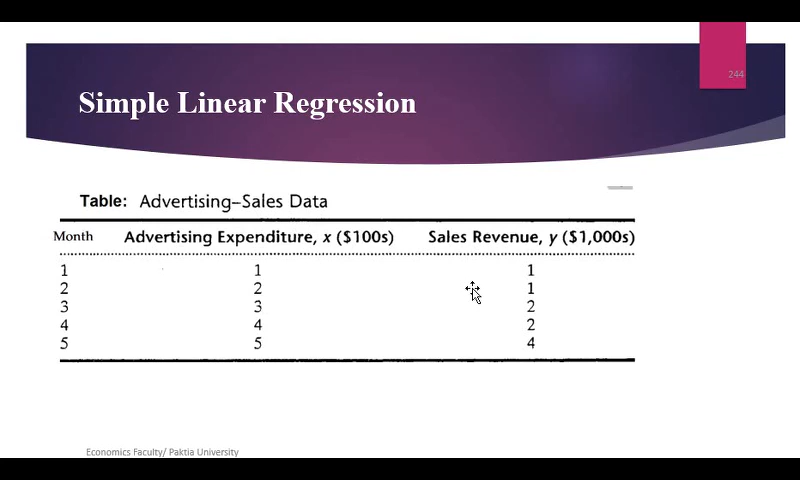 244
Simple Linear Regression
Table: Advertising–Sales Data
Month Advertising Expenditure, x ($100s) Sales Revenue, y ($1,000s)
1 1 1
2 2 1
3 3 2
4 4 2
5 5 4
Economics Faculty/ Paktia University